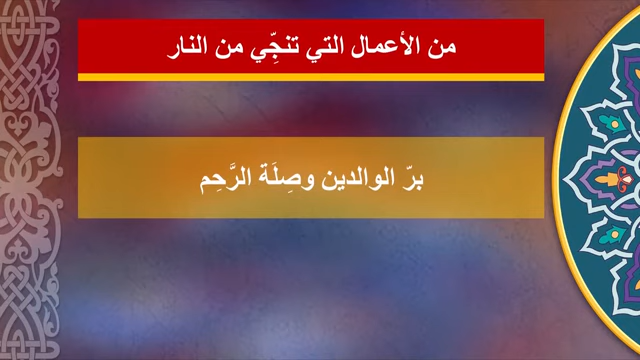 من الأعمال التي تنجِّي من النار
برّ الوالدين وصِلَة الرَّحِم